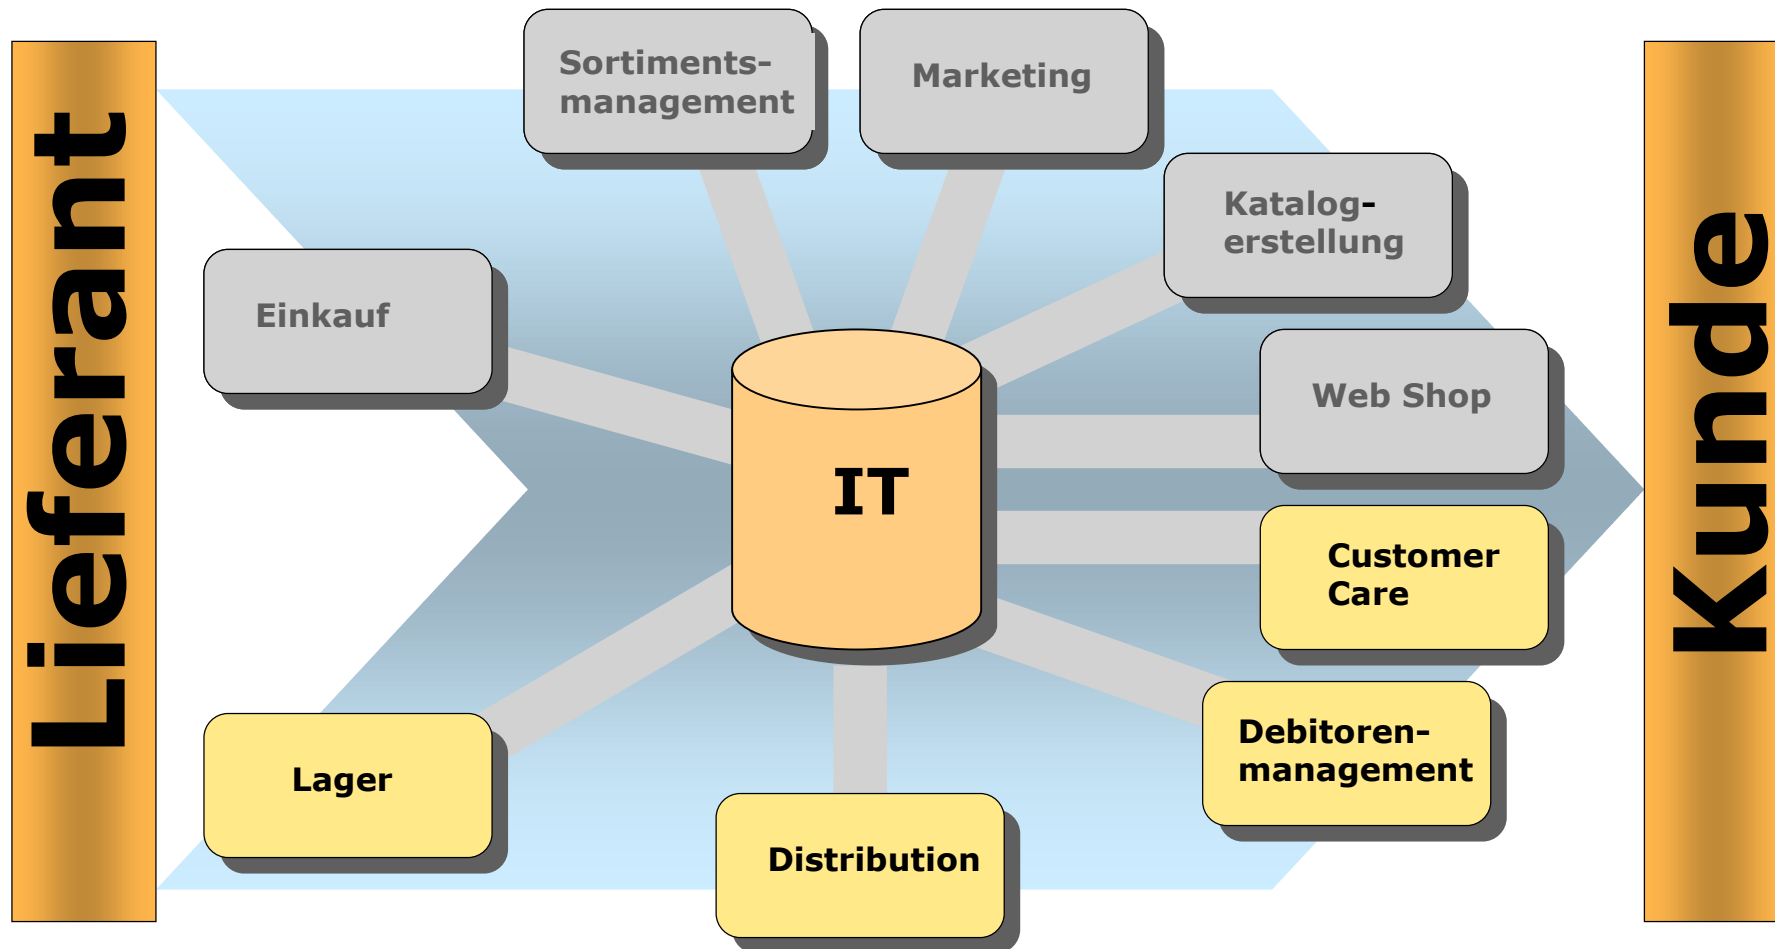 Lieferant
Sortiments-
management
Marketing
Katalog-
erstellung
Einkauf
Web Shop
IT
Customer
Care
Debitoren-
management
Lager
Distribution
Kunde